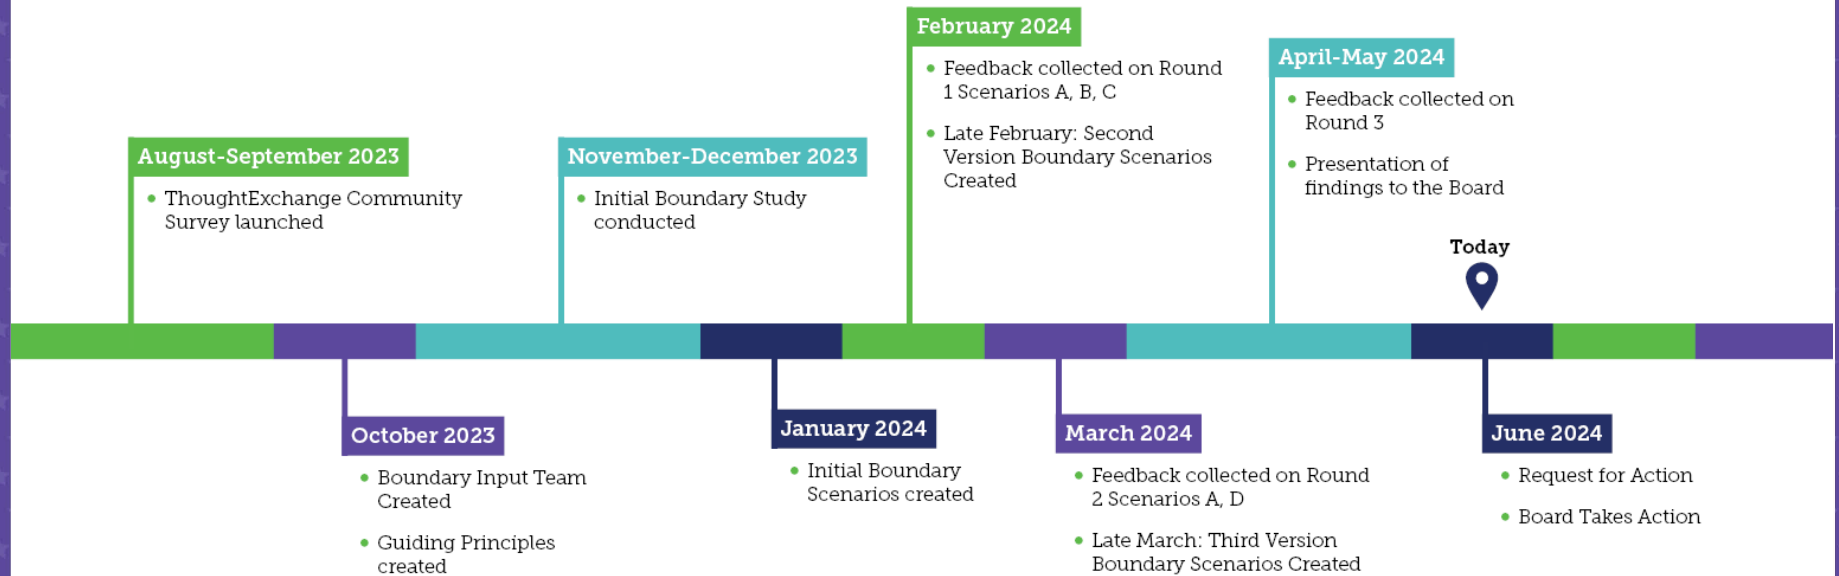 August-September 2023
ThoughtExchange Community
Survey launched
October 2023
Boundary Input Team
Created
Guiding Principles
created
November-December 2023
Initial Boundary Study
conducted
January 2024
Initial Boundary
Scenarios created
February 2024
Feedback collected on Round
1 Scenarios A, B, C
Late February: Second
Version Boundary Scenarios
Created
March 2024
Feedback collected on Round
2 Scenarios A, D
Late March: Third Version
Boundary Scenarios Created
April-May 2024
Feedback collected on
Round 3
Presentation of
findings to the Board
Today
June 2024
Request for Action
Board Takes Action